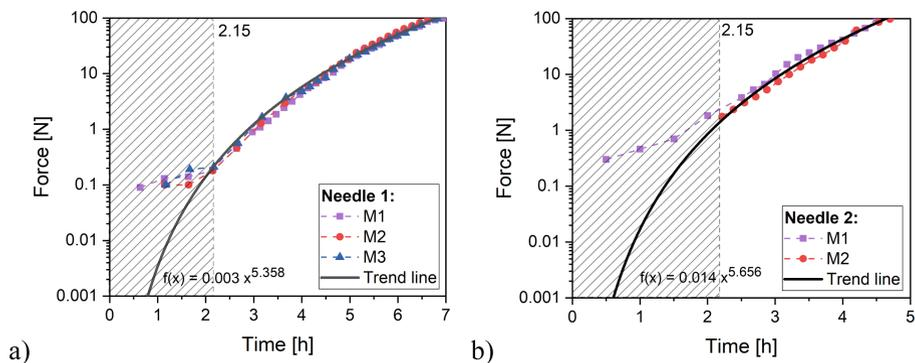 100
10
1
0.1
0.01
0.001
Force [N]
2.15
Needle 1:
M1
M2
M3
Trend line
f(x) = 0.003 x^5.358
0 1 2 3 4 5 6 7
Time [h]
a)
100
10
1
0.1
0.01
0.001
Force [N]
2.15
Needle 2:
M1
M2
Trend line
f(x) = 0.014 x^5.656
0 1 2 3 4 5
Time [h]
b)